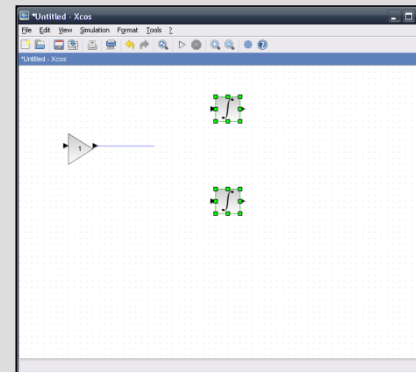 *Untitled - Xcos
File Edit View Simulation Format Tools ?
*Untitled - Xcos
1